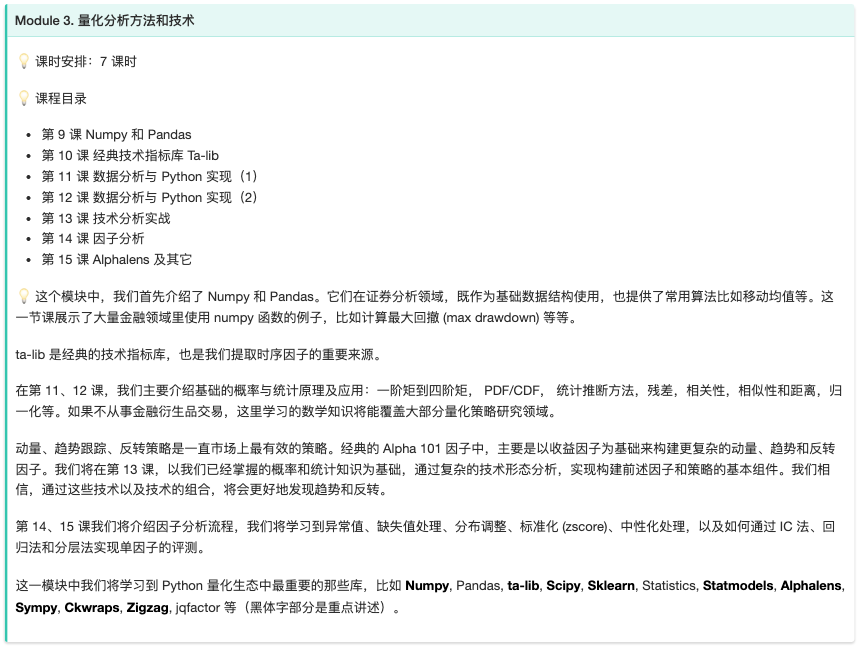 Module 3. 量化分析方法和技术
💡 课时安排：7 课时
💡 课程目录
• 第 9 课 Numpy 和 Pandas
• 第 10 课 经典技术指标库 Ta-lib
• 第 11 课 数据分析与 Python 实现（1）
• 第 12 课 数据分析与 Python 实现（2）
• 第 13 课 技术分析实战
• 第 14 课 因子分析
• 第 15 课 Alphalens 及其它
💡 这个模块中，我们首先介绍了 Numpy 和 Pandas。它们在证券分析领域，既作为基础数据结构使用，也提供了常用算法比如移动均值等。这
一节课展示了大量金融领域里使用 numpy 函数的例子，比如计算最大回撤 (max drawdown) 等等。
ta-lib 是经典的技术指标库，也是我们提取时序因子的重要来源。
在第 11、12 课，我们主要介绍基础的概率与统计原理及应用：一阶矩到四阶矩， PDF/CDF， 统计推断方法，残差，相关性，相似性和距离，归
一化等。如果不从事金融衍生品交易，这里学习的数学知识将能覆盖大部分量化策略研究领域。
动量、趋势跟踪、反转策略是一直市场上最有效的策略。经典的 Alpha 101 因子中，主要是以收益因子为基础来构建更复杂的动量、趋势和反转
因子。我们将在第 13 课，以我们已经掌握的概率和统计知识为基础，通过复杂的技术形态分析，实现构建前述因子和策略的基本组件。我们相
信，通过这些技术以及技术的组合，将会更好地发现趋势和反转。
第 14、15 课我们将介绍因子分析流程，我们将学习到异常值、缺失值处理、分布调整、标准化 (zscore)、中性化处理，以及如何通过 IC 法、回
归法和分层法实现单因子的评测。
这一模块中我们将学习到 Python 量化生态中最重要的那些库，比如 Numpy, Pandas, ta-lib, Scipy, Sklearn, Statistics, Statmodels, Alphalens,
Sympy, Ckwraps, Zigzag, jqfactor 等（黑体字部分是重点讲述）。